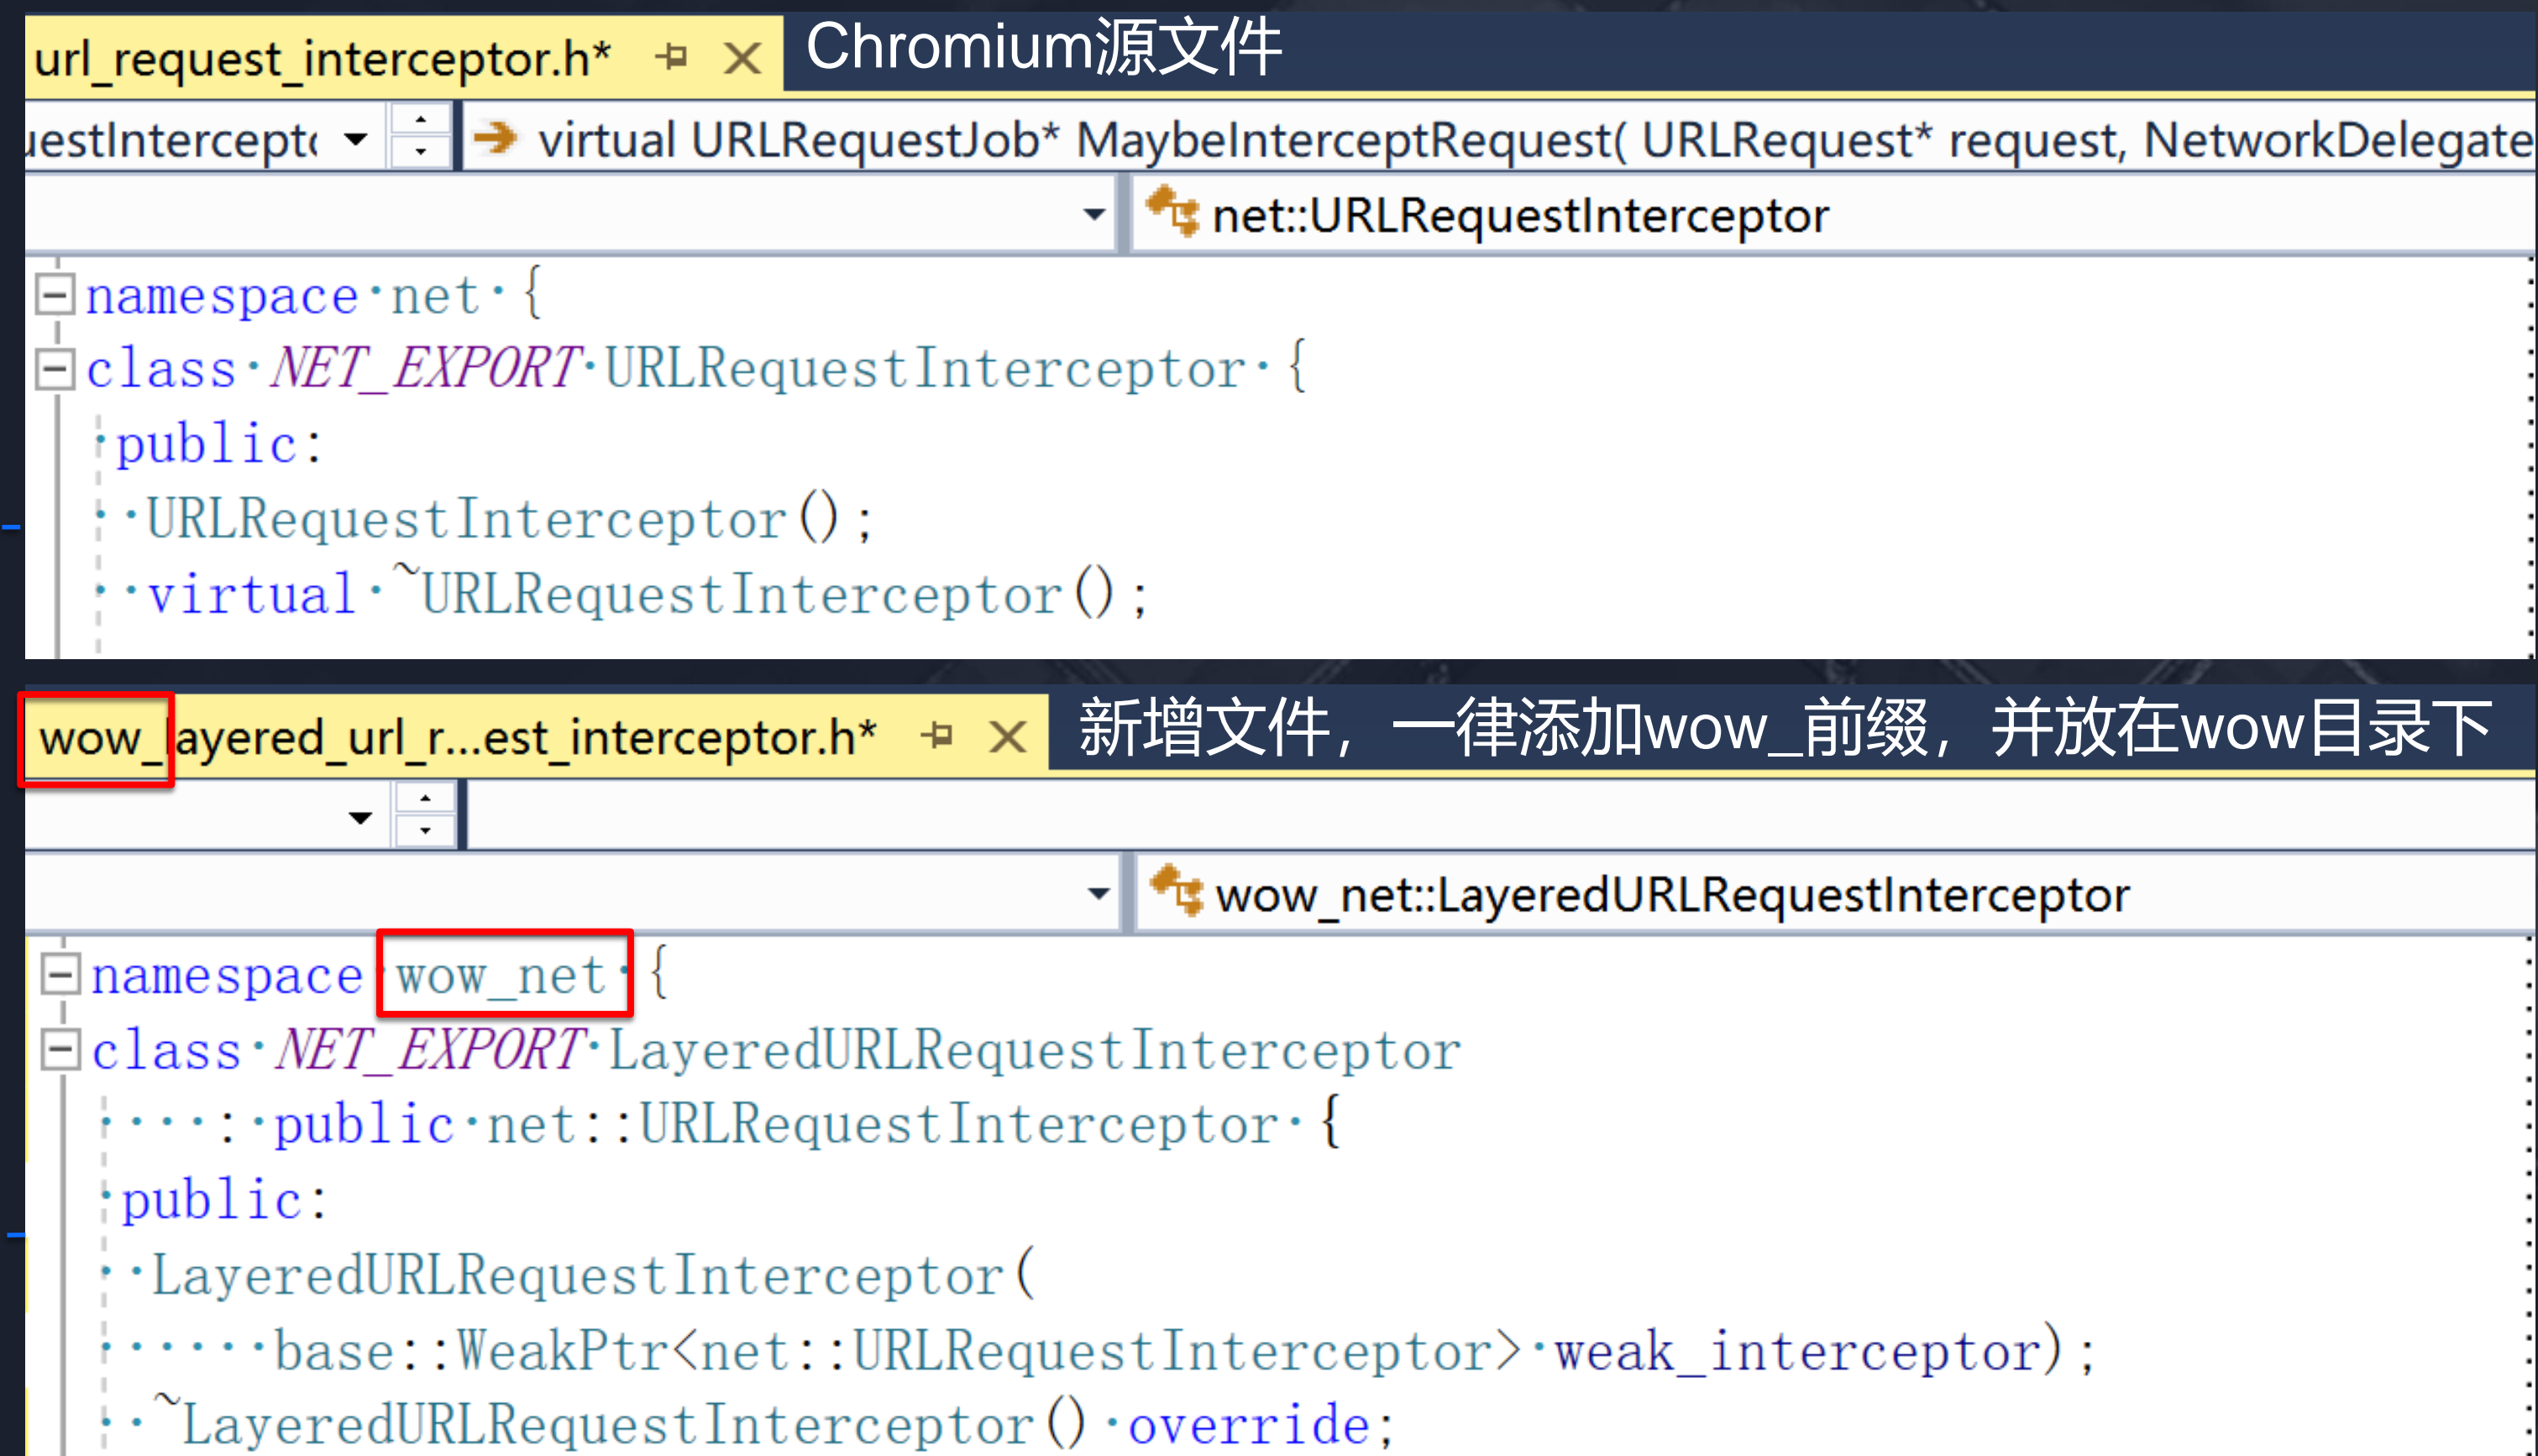 url_request_interceptor.h*
Chromium源文件
uestIntercepto
virtual URLRequestJob* MaybeInterceptRequest( URLRequest* request, NetworkDelegate
net::URLRequestInterceptor
namespace net {
class NET_EXPORT URLRequestInterceptor {
public:
URLRequestInterceptor();
virtual ~URLRequestInterceptor();
wow_layered_url_r...est_interceptor.h*
新增文件，一律添加wow_前缀，并放在wow目录下
wow_net::LayeredURLRequestInterceptor
namespace wow_net {
class NET_EXPORT LayeredURLRequestInterceptor
: public net::URLRequestInterceptor {
public:
LayeredURLRequestInterceptor(
base::WeakPtr<net::URLRequestInterceptor> weak_interceptor);
~LayeredURLRequestInterceptor() override;